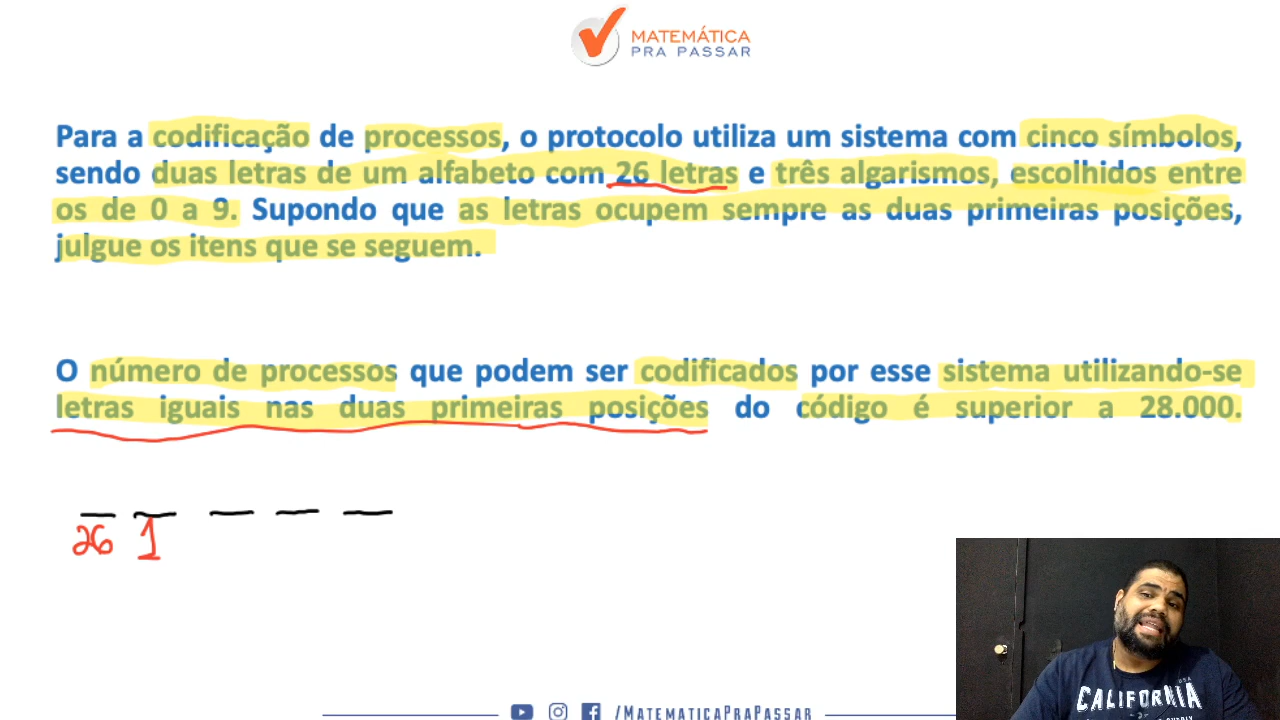 MATEMÁTICA
PRA PASSAR
Para a codificação de processos, o protocolo utiliza um sistema com cinco símbolos,
sendo duas letras de um alfabeto com 26 letras e três algarismos, escolhidos entre
os de 0 a 9. Supondo que as letras ocupem sempre as duas primeiras posições,
julgue os itens que se seguem.
O número de processos que podem ser codificados por esse sistema utilizando-se
letras iguais nas duas primeiras posições do código é superior a 28.000.
26 1
USA
CALIFORNIA
/MATEMATICAPRAPASSAR